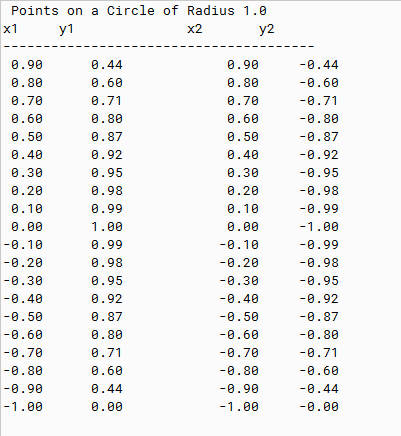 Points on a Circle of Radius 1.0
x1 y1 x2 y2
---------------------------------------
0.90 0.44 0.90 -0.44
0.80 0.60 0.80 -0.60
0.70 0.71 0.70 -0.71
0.60 0.80 0.60 -0.80
0.50 0.87 0.50 -0.87
0.40 0.92 0.40 -0.92
0.30 0.95 0.30 -0.95
0.20 0.98 0.20 -0.98
0.10 0.99 0.10 -0.99
0.00 1.00 0.00 -1.00
-0.10 0.99 -0.10 -0.99
-0.20 0.98 -0.20 -0.98
-0.30 0.95 -0.30 -0.95
-0.40 0.92 -0.40 -0.92
-0.50 0.87 -0.50 -0.87
-0.60 0.80 -0.60 -0.80
-0.70 0.71 -0.70 -0.71
-0.80 0.60 -0.80 -0.60
-0.90 0.44 -0.90 -0.44
-1.00 0.00 -1.00 -0.00